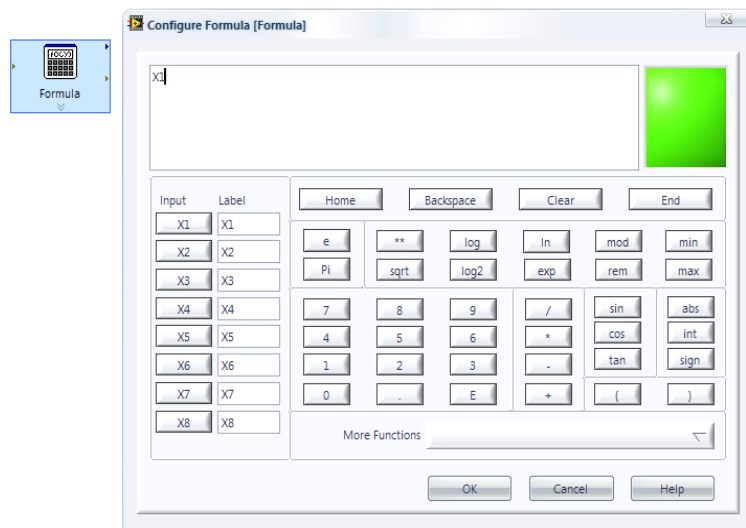 Configure Formula [Formula]
f(x,y)
Formula
X1
Input Label
X1 X1
X2 X2
X3 X3
X4 X4
X5 X5
X6 X6
X7 X7
X8 X8
Home Backspace Clear End
e ** log ln mod min
Pi sqrt log2 exp rem max
7 8 9 / sin abs
4 5 6 * cos int
1 2 3 - tan sign
0 . E + ( )
More Functions
OK Cancel Help